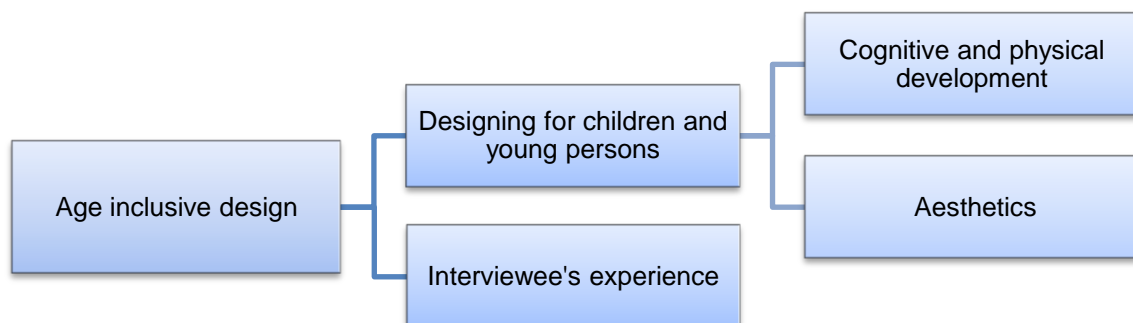 Age inclusive design
Designing for children and
young persons
Interviewee's experience
Cognitive and physical
development
Aesthetics